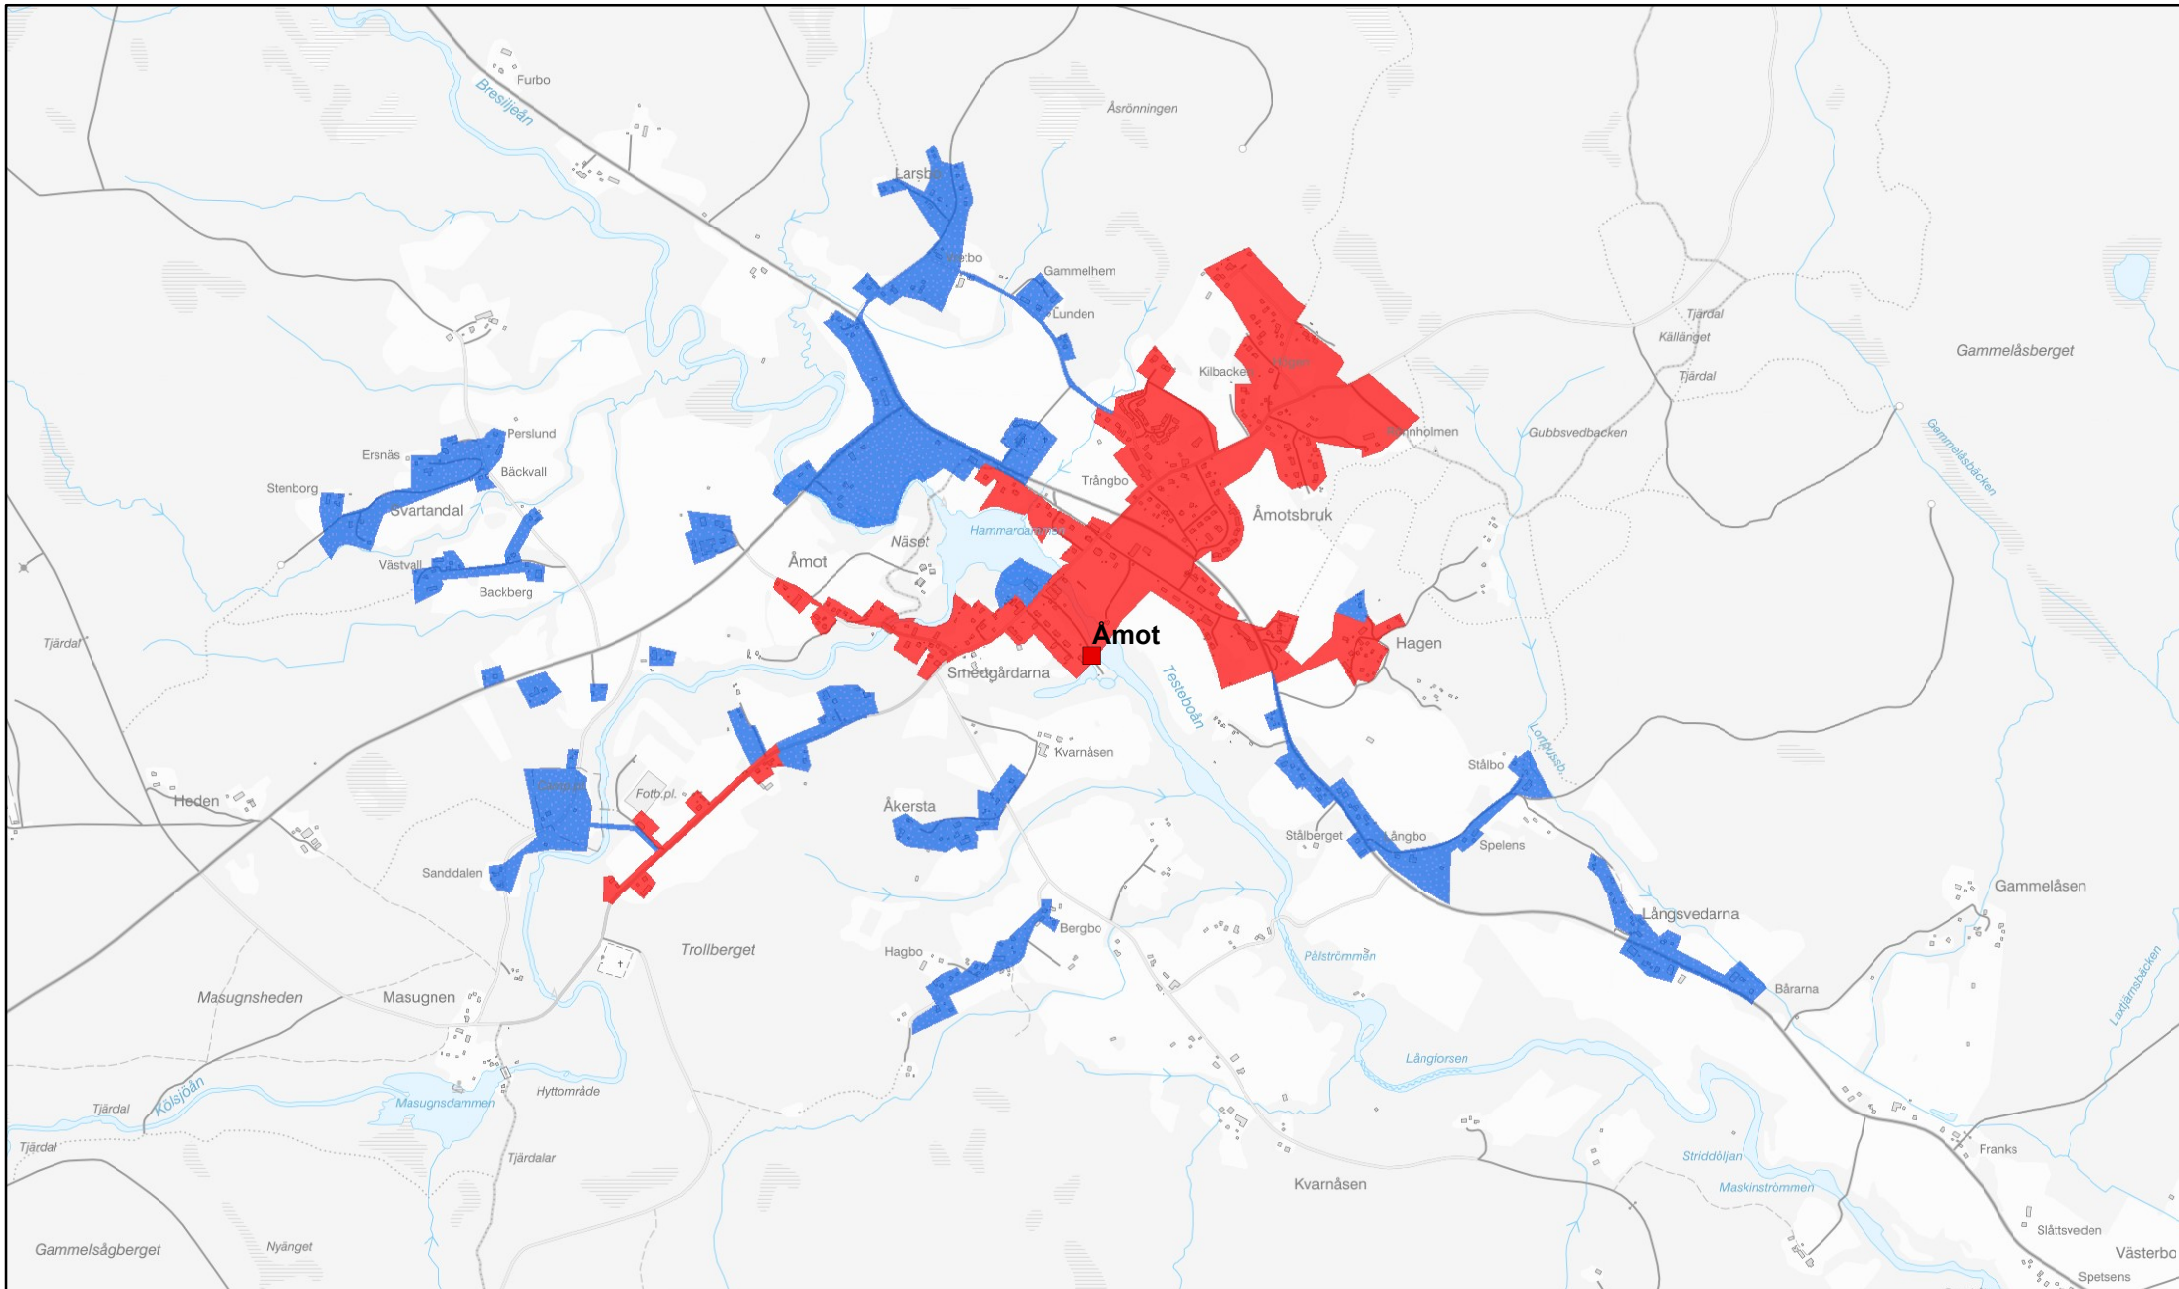 Furbo
Bresiljeån
Åsrönningen
Gammelhem
Lunden
Tjärdal
Källänget
Tjärdal
Gammelåsberget
Kilbacken
Perslund
Ersnäs
Bäckvall
Stenborg
Svartandal
Västvall
Backberg
Gubbsvedbacken
Gammelåsbäcken
Trångbo
Åmotsbruk
Hammardammen
Näset
Åmot
Åmot
Tjärdal
Hagen
Smedgårdarna
Testeboån
Kvarnåsen
Stålbo
Heden
Fotb.pl.
Åkersta
Stålberget
Långbo
Spelens
Sanddalen
Gammelåsen
Långsvedarna
Bergbo
Hagbo
Trollberget
Pålströmmen
Bårarna
Masugnsheden
Masugnen
Laxtjärnsbäcken
Långforsen
Kölsjöån
Hyttområde
Masugnsdammen
Tjärdal
Tjärdal
Tjärdalar
Franks
Striddöljan
Kvarnåsen
Maskinströmmen
Slåttsveden
Gammelsågberget
Nyänget
Västerbo
Spetsens